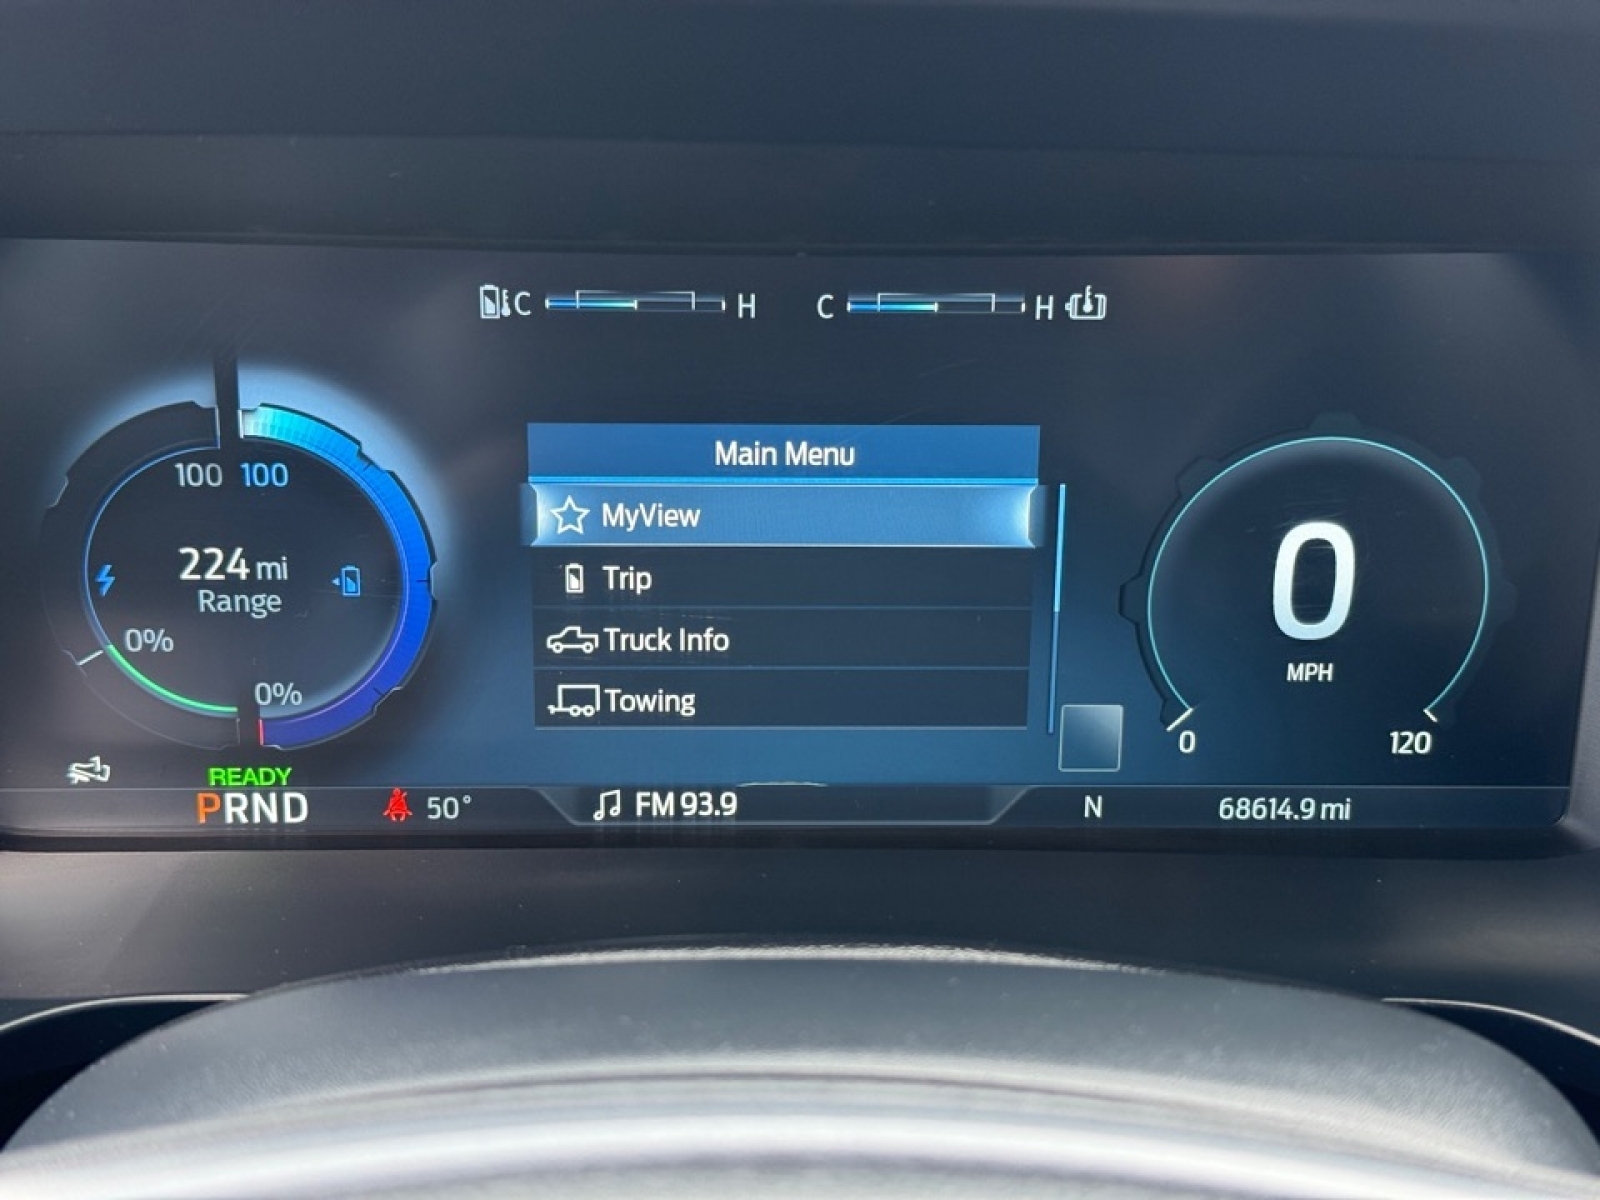 C H
C H
100 100
224 mi
Range
0%
0%
Main Menu
MyView
Trip
Truck Info
Towing
0
MPH
0 120
READY
PRND
50°
FM 93.9
N
68614.9 mi